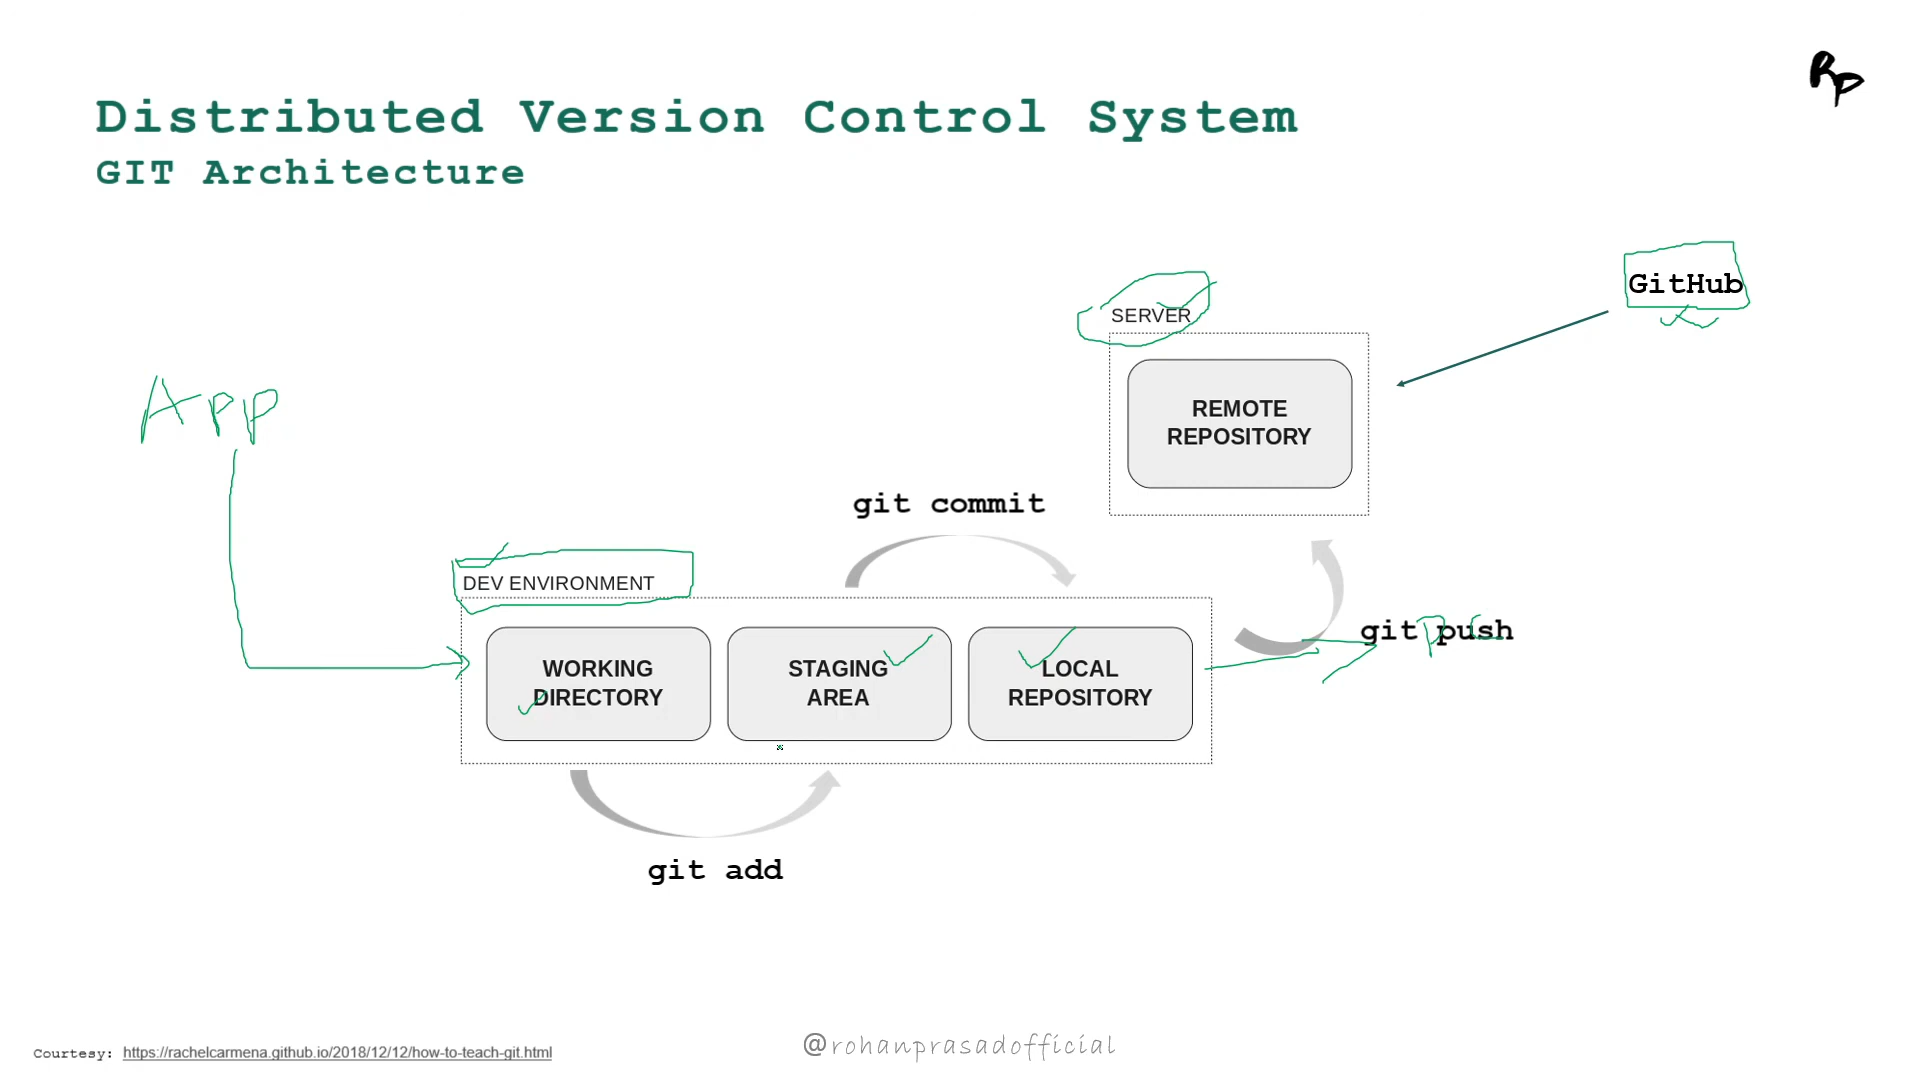 RP
Distributed Version Control System
GIT Architecture
GitHub
SERVER
App
REMOTE
REPOSITORY
git commit
DEV ENVIRONMENT
git push
WORKING
DIRECTORY
STAGING
AREA
LOCAL
REPOSITORY
git add
Courtesy: https://rachelcarmena.github.io/2018/12/12/how-to-teach-git.html
@rohanprasadofficial